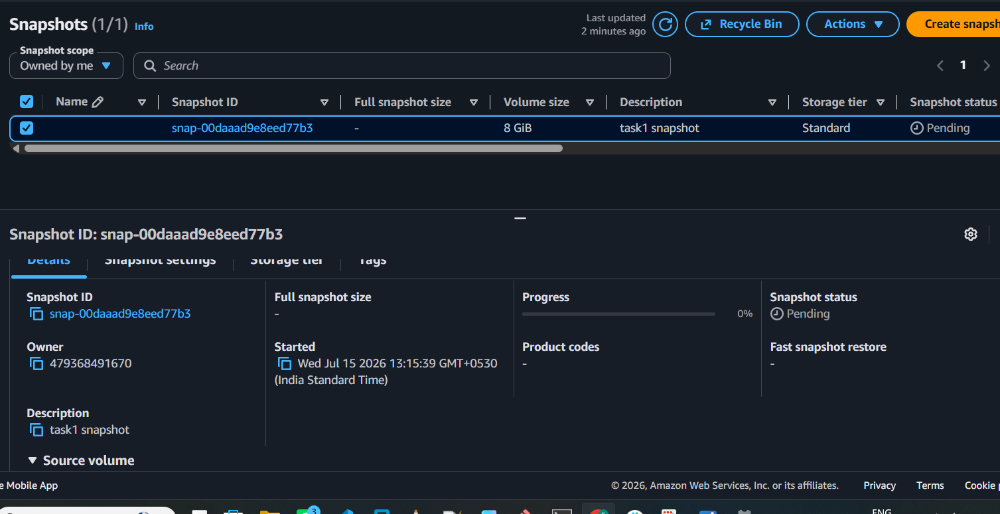 Snapshots (1/1) Info
Last updated
2 minutes ago
Recycle Bin
Actions
Create snapsh
Snapshot scope
Owned by me
Search
1
Name
Snapshot ID
Full snapshot size
Volume size
Description
Storage tier
Snapshot status
snap-00daaad9e8eed77b3
-
8 GiB
task1 snapshot
Standard
Pending
Snapshot ID: snap-00daaad9e8eed77b3
Details
Snapshot settings
Storage tier
Tags
Snapshot ID
snap-00daaad9e8eed77b3
Full snapshot size
-
Progress
0%
Snapshot status
Pending
Owner
479368491670
Started
Wed Jul 15 2026 13:15:39 GMT+0530
(India Standard Time)
Product codes
-
Fast snapshot restore
-
Description
task1 snapshot
Source volume
e Mobile App
© 2026, Amazon Web Services, Inc. or its affiliates.
Privacy
Terms
Cookie p
3
ENG